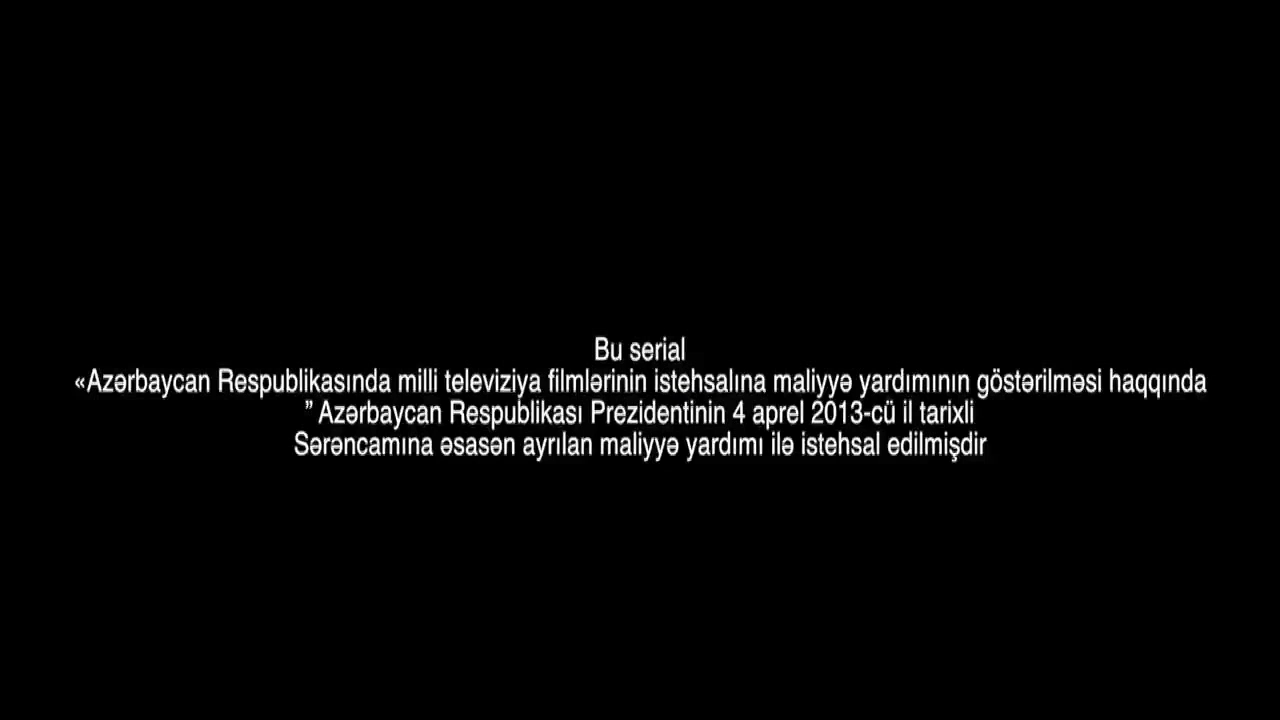 Bu serial
«Azərbaycan Respublikasında milli televiziya filmlərinin istehsalına maliyyə yardımının göstərilməsi haqqında
” Azərbaycan Respublikası Prezidentinin 4 aprel 2013-cü il tarixli
Sərəncamına əsasən ayrılan maliyyə yardımı ilə istehsal edilmişdir